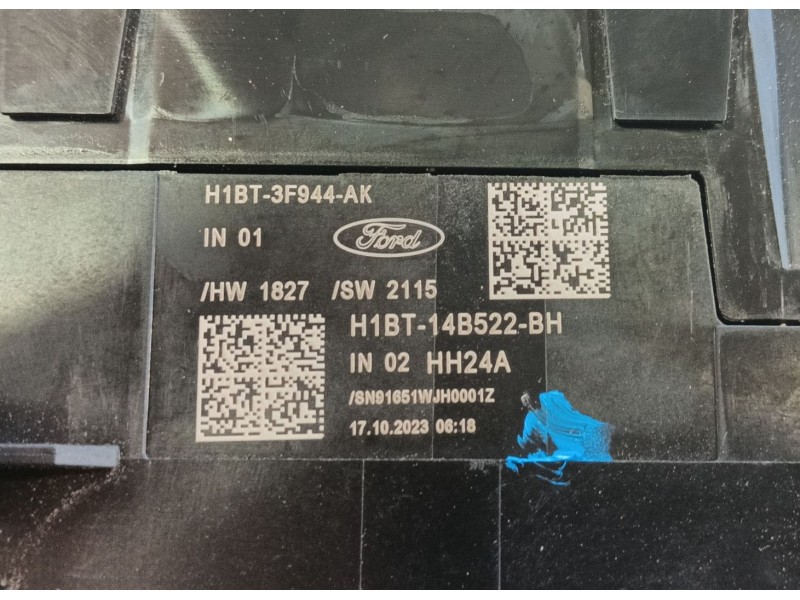 H1BT-3F944-AK
IN 01
Ford
/HW 1827 /SW 2115
H1BT-14B522-BH
IN 02 HH24A
/SN91651WJH0001Z
17.10.2023 06:18